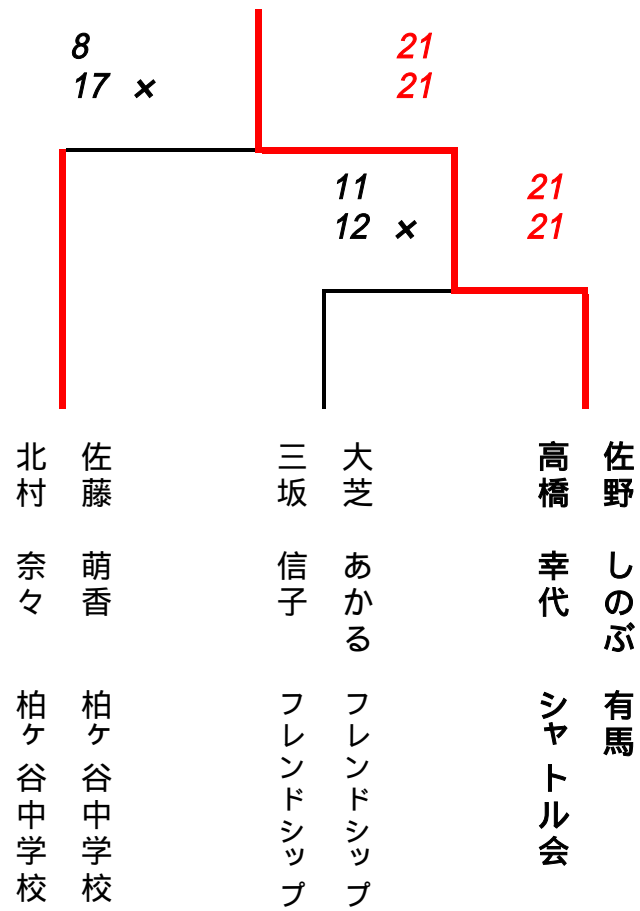 8
17 ×
21
21
11
12 ×
21
21
佐野 しのぶ 有馬
高橋 幸代 シャトル会
大芝 あかる フレンドシップ
三坂 信子 フレンドシップ
佐藤 萌香 柏ヶ谷中学校
北村 奈々 柏ヶ谷中学校